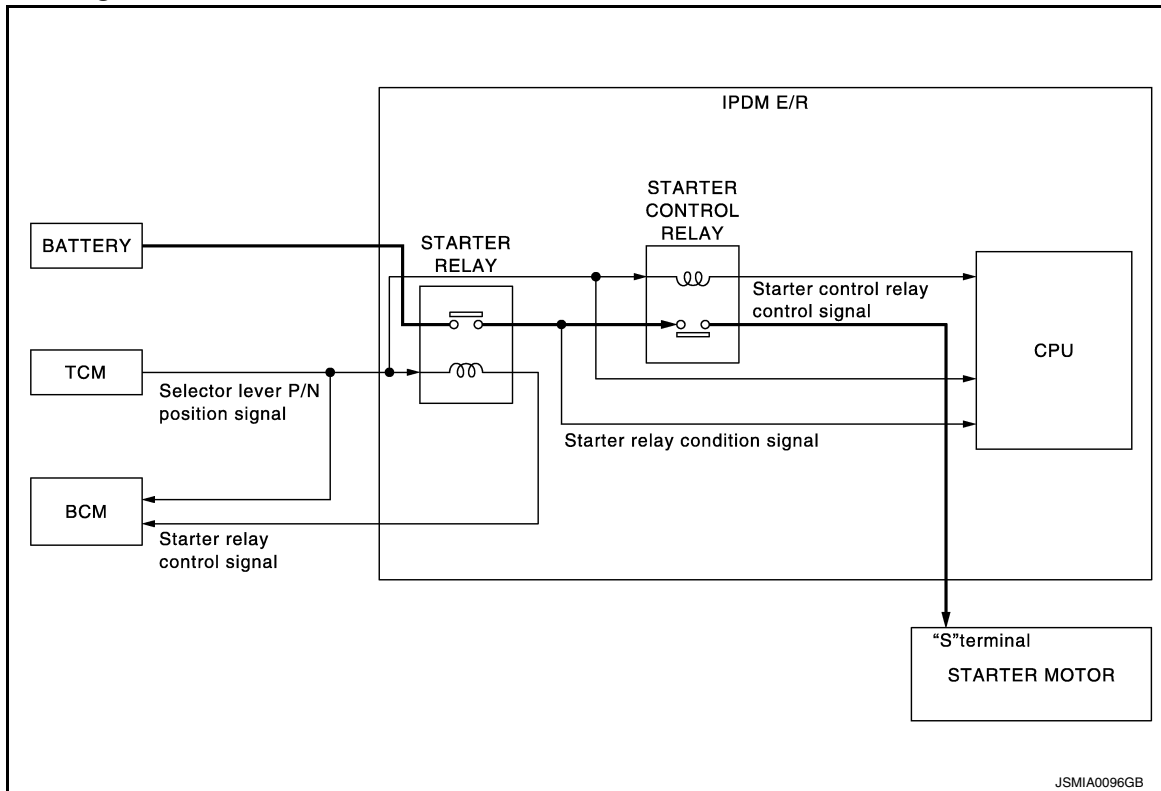 IPDM E/R
STARTER
CONTROL
RELAY
BATTERY
STARTER
RELAY
Starter control relay
control signal
CPU
TCM
Selector lever P/N
position signal
Starter relay condition signal
BCM
Starter relay
control signal
“S”terminal
STARTER MOTOR
JSMIA0096GB